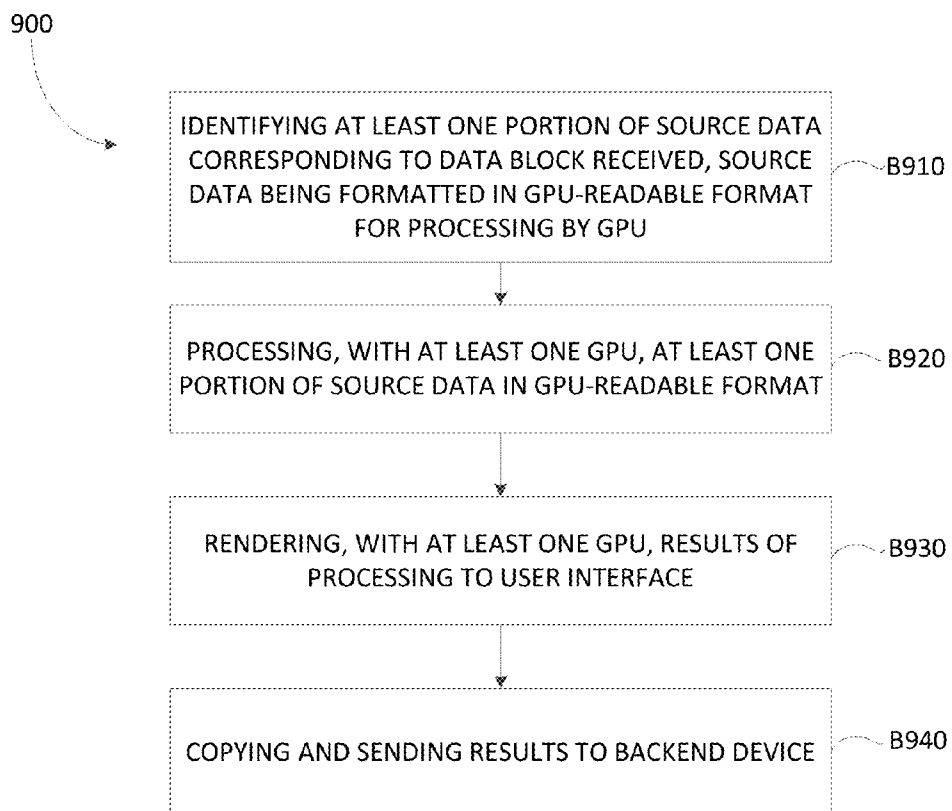 900
IDENTIFYING AT LEAST ONE PORTION OF SOURCE DATA
CORRESPONDING TO DATA BLOCK RECEIVED, SOURCE
DATA BEING FORMATTED IN GPU-READABLE FORMAT
FOR PROCESSING BY GPU
B910
PROCESSING, WITH AT LEAST ONE GPU, AT LEAST ONE
PORTION OF SOURCE DATA IN GPU-READABLE FORMAT
B920
RENDERING, WITH AT LEAST ONE GPU, RESULTS OF
PROCESSING TO USER INTERFACE
B930
COPYING AND SENDING RESULTS TO BACKEND DEVICE
B940